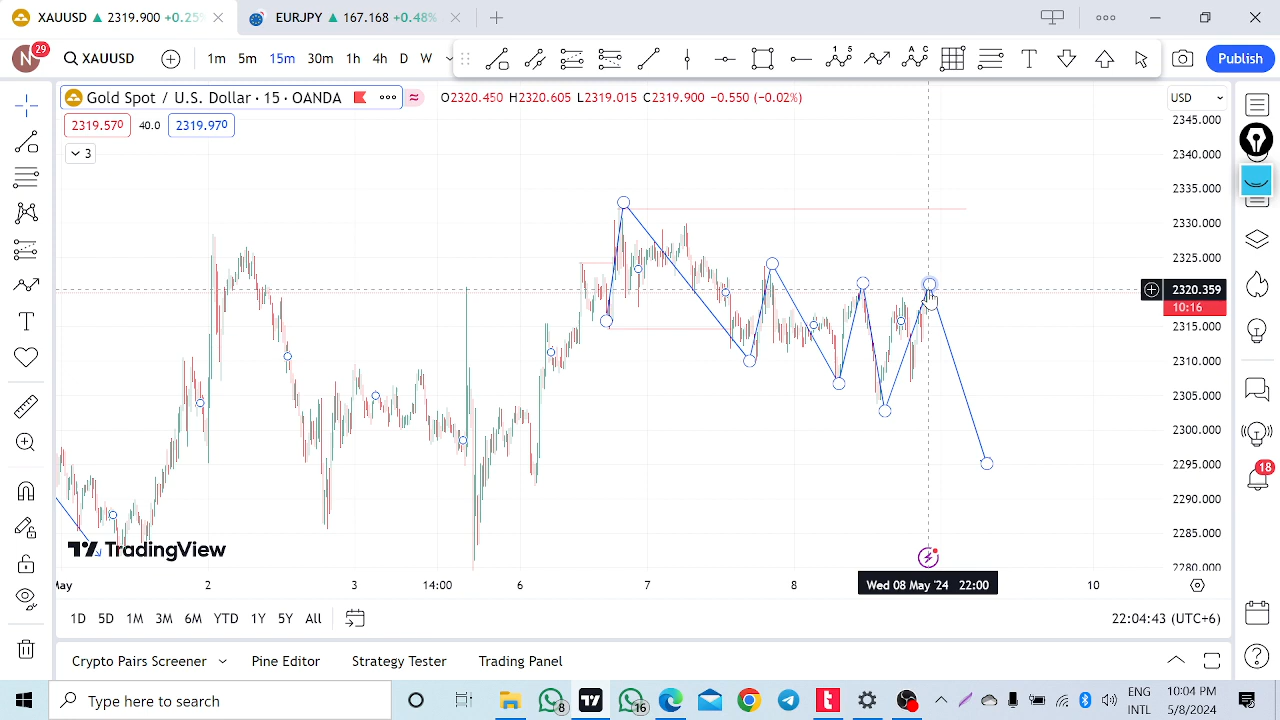 XAUUSD ▲ 2319.900 +0.25%
EURJPY ▲ 167.168 +0.48%
N
29
XAUUSD
1m 5m 15m 30m 1h 4h D W
1 5
A C
T
Publish
Gold Spot / U.S. Dollar · 15 · OANDA
O2320.450 H2320.605 L2319.015 C2319.900 −0.550 (−0.02%)
USD
2319.570
40.0
2319.970
3
2345.000
2340.000
2335.000
2330.000
2325.000
2320.359
10:16
2315.000
2310.000
2305.000
2300.000
2295.000
2290.000
2285.000
2280.000
18
TradingView
May 2 3 14:00 6 7 8 10
Wed 08 May '24 22:00
1D 5D 1M 3M 6M YTD 1Y 5Y All
22:04:43 (UTC+6)
Crypto Pairs Screener Pine Editor Strategy Tester Trading Panel
Type here to search
8
16
t
ENG
INTL
10:04 PM
5/8/2024